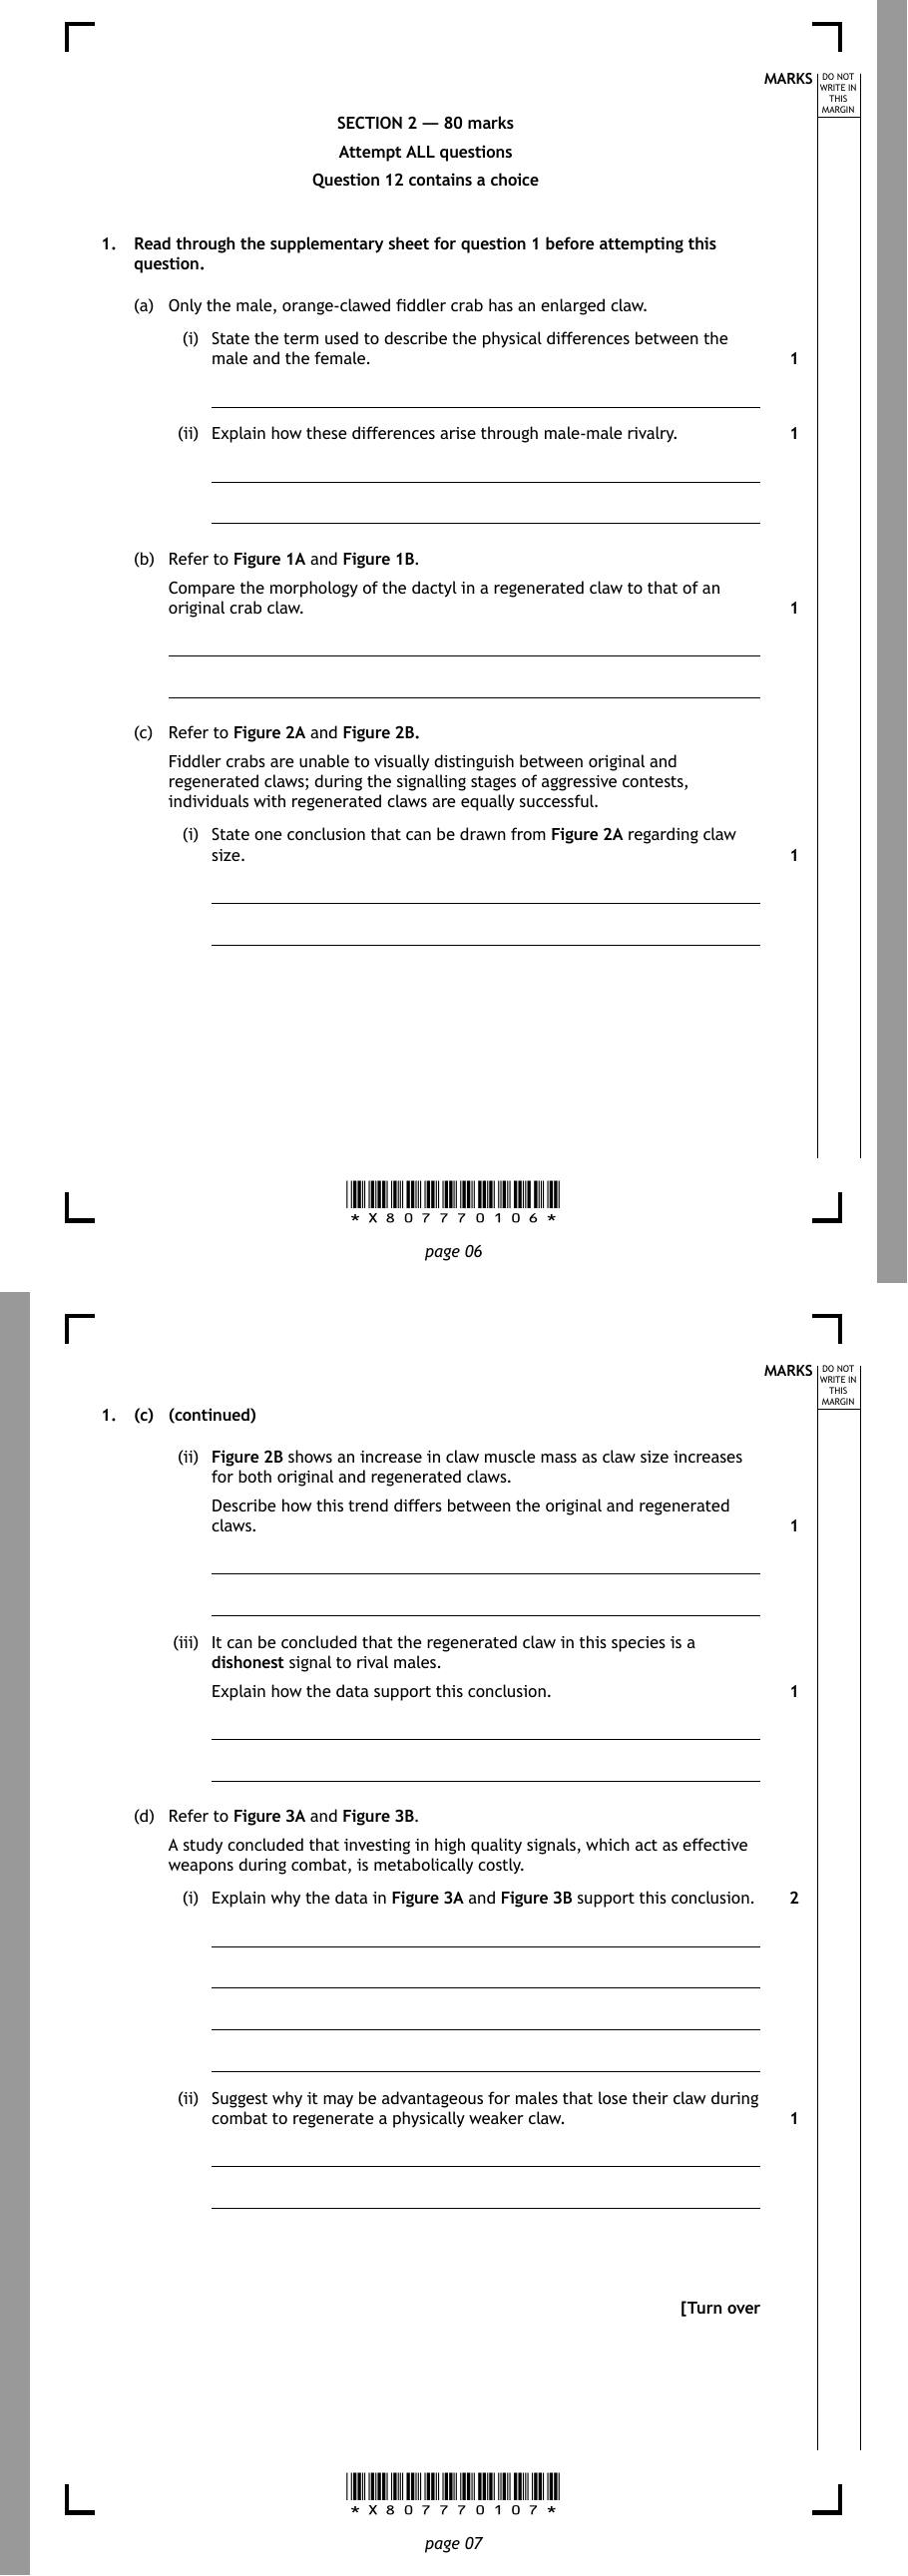 MARKS
DO NOT
WRITE IN
THIS
MARGIN
SECTION 2 — 80 marks
Attempt ALL questions
Question 12 contains a choice
1. Read through the supplementary sheet for question 1 before attempting this
question.
(a) Only the male, orange-clawed fiddler crab has an enlarged claw.
(i) State the term used to describe the physical differences between the
male and the female. 1
(ii) Explain how these differences arise through male-male rivalry. 1
(b) Refer to Figure 1A and Figure 1B.
Compare the morphology of the dactyl in a regenerated claw to that of an
original crab claw. 1
(c) Refer to Figure 2A and Figure 2B.
Fiddler crabs are unable to visually distinguish between original and
regenerated claws; during the signalling stages of aggressive contests,
individuals with regenerated claws are equally successful.
(i) State one conclusion that can be drawn from Figure 2A regarding claw
size. 1
* X 8 0 7 7 7 0 1 0 6 *
page 06
MARKS
DO NOT
WRITE IN
THIS
MARGIN
1. (c) (continued)
(ii) Figure 2B shows an increase in claw muscle mass as claw size increases
for both original and regenerated claws.
Describe how this trend differs between the original and regenerated
claws. 1
(iii) It can be concluded that the regenerated claw in this species is a
dishonest signal to rival males.
Explain how the data support this conclusion. 1
(d) Refer to Figure 3A and Figure 3B.
A study concluded that investing in high quality signals, which act as effective
weapons during combat, is metabolically costly.
(i) Explain why the data in Figure 3A and Figure 3B support this conclusion. 2
(ii) Suggest why it may be advantageous for males that lose their claw during
combat to regenerate a physically weaker claw. 1
[Turn over
* X 8 0 7 7 7 0 1 0 7 *
page 07